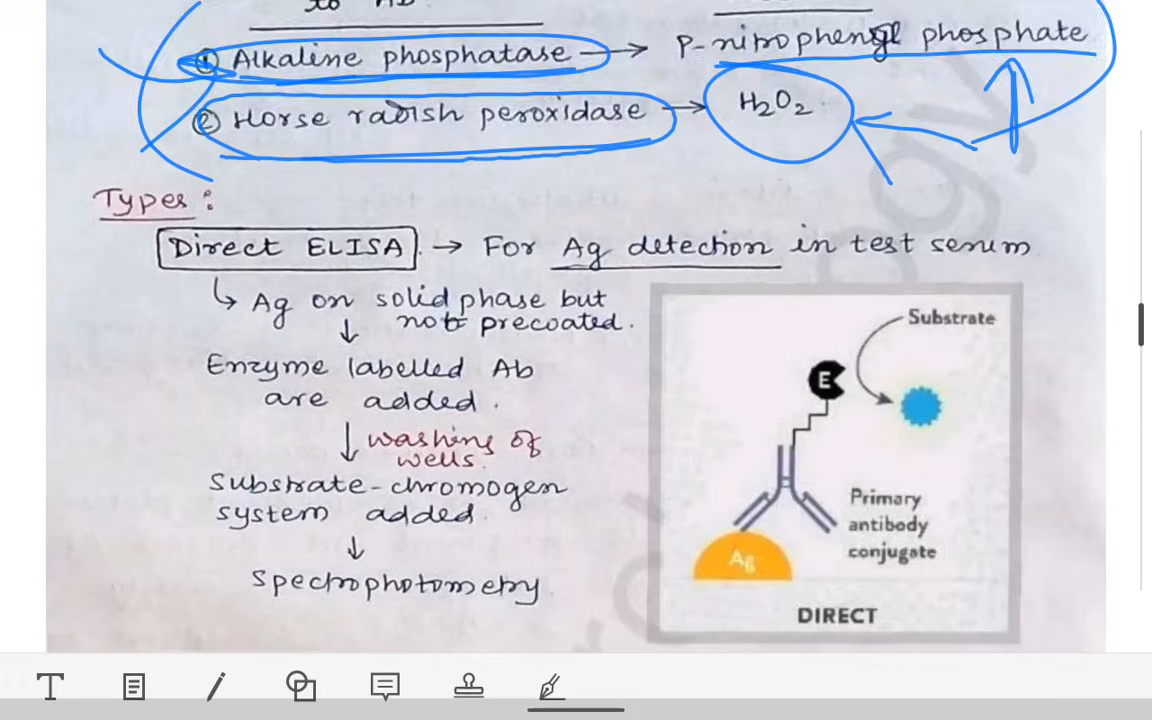 to Ab.
① Alkaline phosphatase → P-nitrophenyl phosphate
② Horse radish peroxidase → H2O2.
Types :
Direct ELISA → For Ag detection in test serum
↳ Ag on solid phase but
not precoated.
↓
Enzyme labelled Ab
are added.
↓ washing of
wells.
Substrate-chromogen
system added.
↓
Spectrophotometry
Substrate
E
Primary
antibody
conjugate
Ag
DIRECT
T